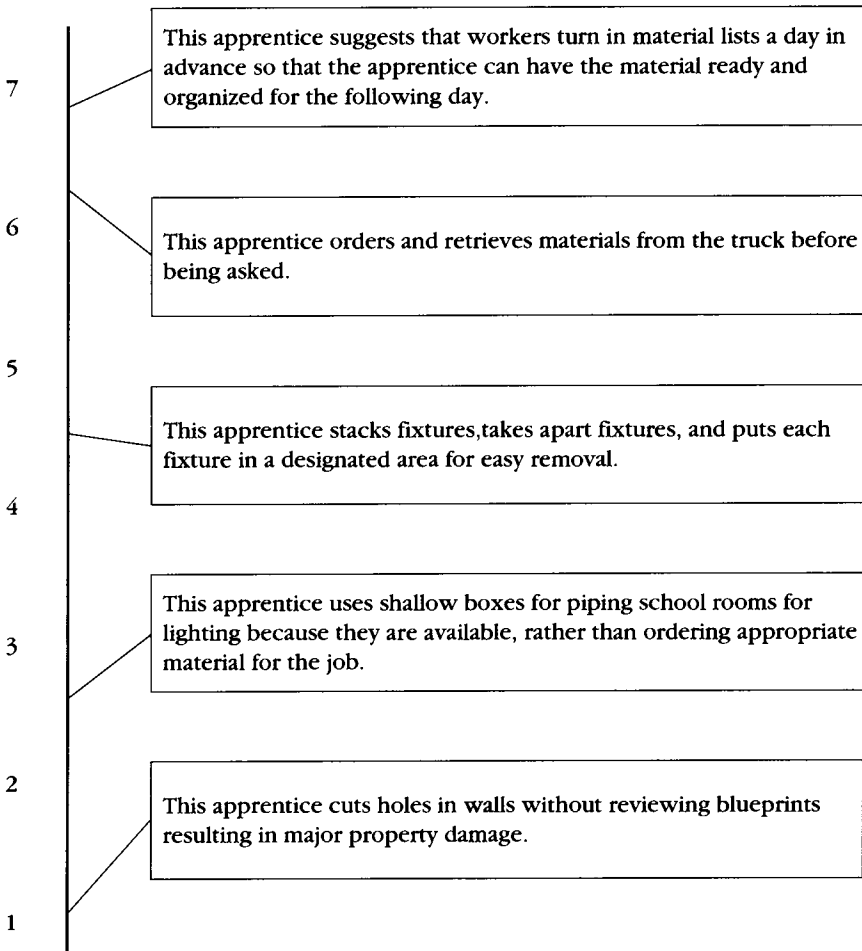 7
This apprentice suggests that workers turn in material lists a day in
advance so that the apprentice can have the material ready and
organized for the following day.
6
This apprentice orders and retrieves materials from the truck before
being asked.
5
This apprentice stacks fixtures,takes apart fixtures, and puts each
fixture in a designated area for easy removal.
4
This apprentice uses shallow boxes for piping school rooms for
lighting because they are available, rather than ordering appropriate
material for the job.
3
2
This apprentice cuts holes in walls without reviewing blueprints
resulting in major property damage.
1